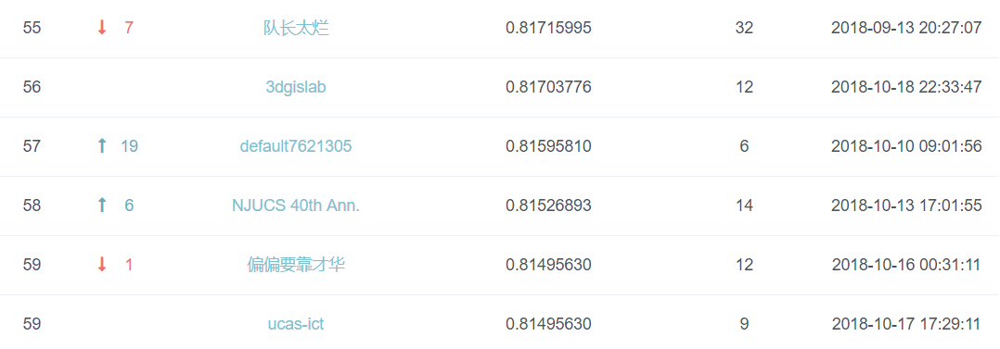 55 7 队长太烂 0.81715995 32 2018-09-13 20:27:07
56 3dgislab 0.81703776 12 2018-10-18 22:33:47
57 19 default7621305 0.81595810 6 2018-10-10 09:01:56
58 6 NJUCS 40th Ann. 0.81526893 14 2018-10-13 17:01:55
59 1 偏偏要靠才华 0.81495630 12 2018-10-16 00:31:11
59 ucas-ict 0.81495630 9 2018-10-17 17:29:11